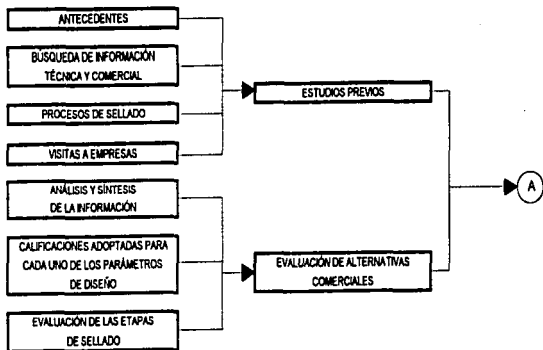 ANTECEDENTES
BÚSQUEDA DE INFORMACIÓN
TÉCNICA Y COMERCIAL
PROCESOS DE SELLADO
VISITAS A EMPRESAS
ESTUDIOS PREVIOS
ANÁLISIS Y SÍNTESIS
DE LA INFORMACIÓN
CALIFICACIONES ADOPTADAS PARA
CADA UNO DE LOS PARÁMETROS
DE DISEÑO
EVALUACIÓN DE LAS ETAPAS
DE SELLADO
EVALUACIÓN DE ALTERNATIVAS
COMERCIALES
A